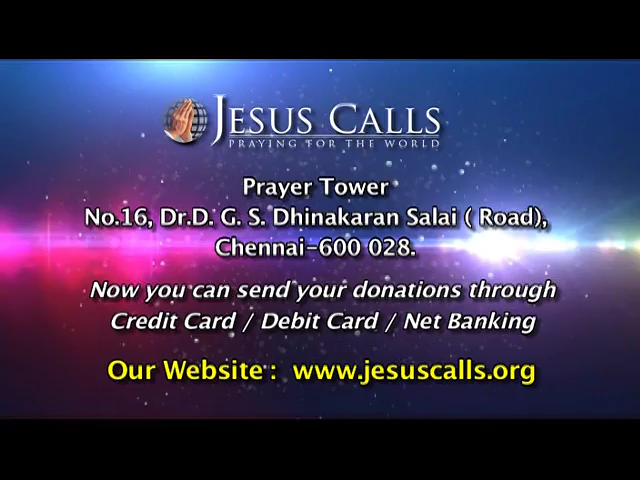 JESUS CALLS
PRAYING FOR THE WORLD
Prayer Tower
No.16, Dr.D. G. S. Dhinakaran Salai ( Road),
Chennai-600 028.
Now you can send your donations through
Credit Card / Debit Card / Net Banking
Our Website : www.jesuscalls.org